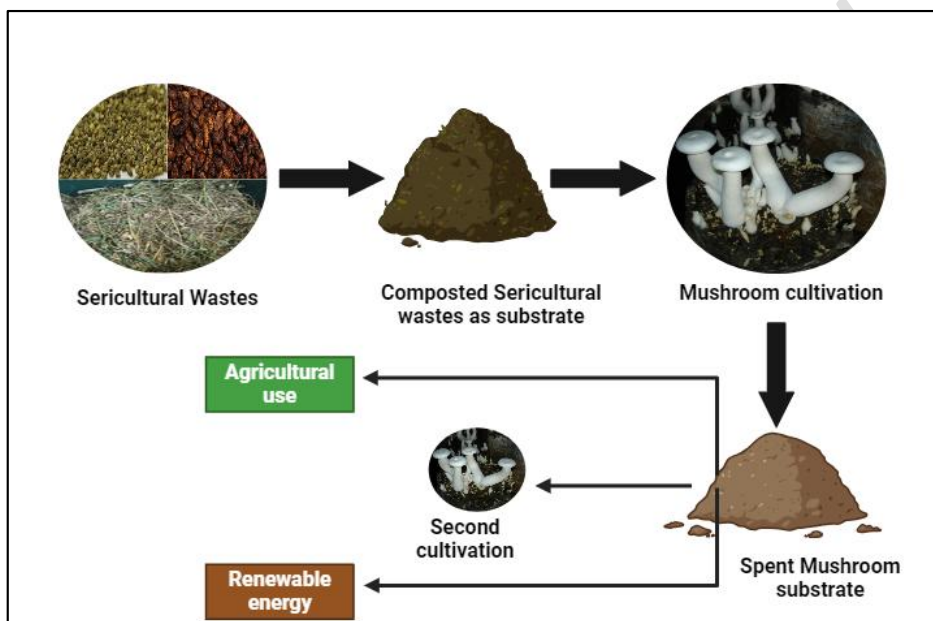 Sericultural Wastes
Composted Sericultural
wastes as substrate
Mushroom cultivation
Agricultural
use
Second
cultivation
Renewable
energy
Spent Mushroom
substrate